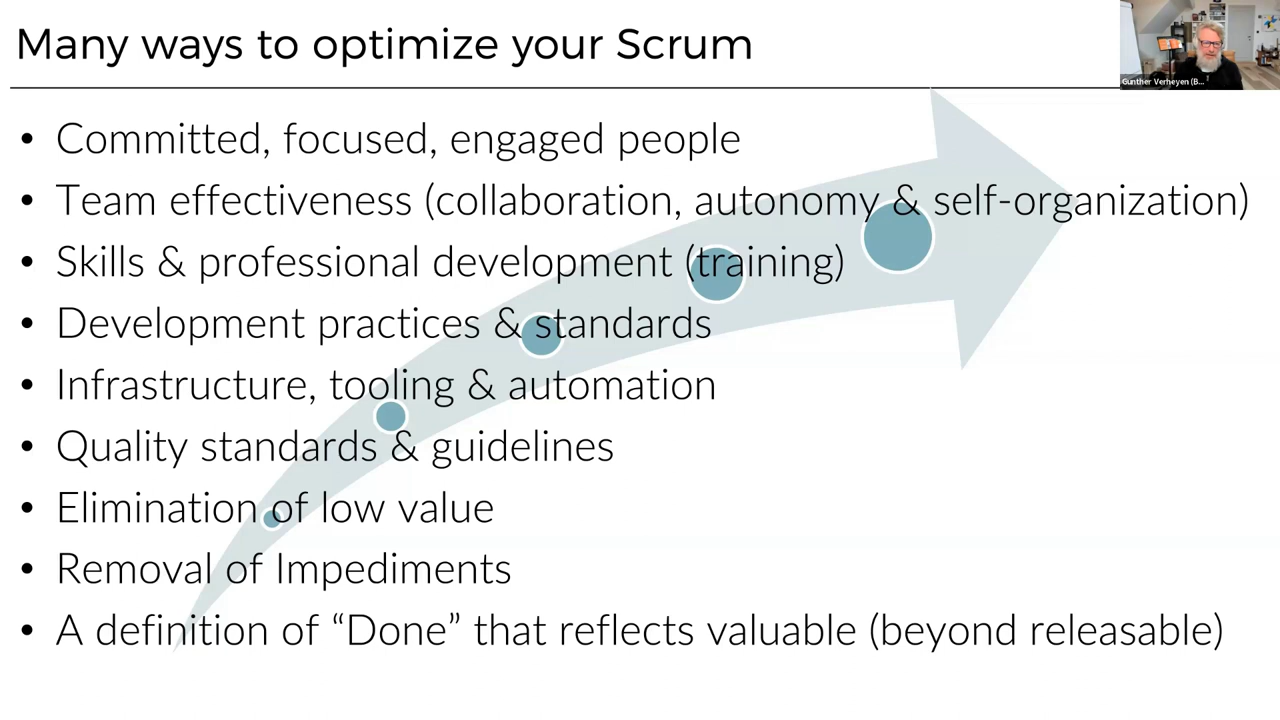 Many ways to optimize your Scrum
Gunther Verheyen (B...
• Committed, focused, engaged people
• Team effectiveness (collaboration, autonomy & self-organization)
• Skills & professional development (training)
• Development practices & standards
• Infrastructure, tooling & automation
• Quality standards & guidelines
• Elimination of low value
• Removal of Impediments
• A definition of “Done” that reflects valuable (beyond releasable)